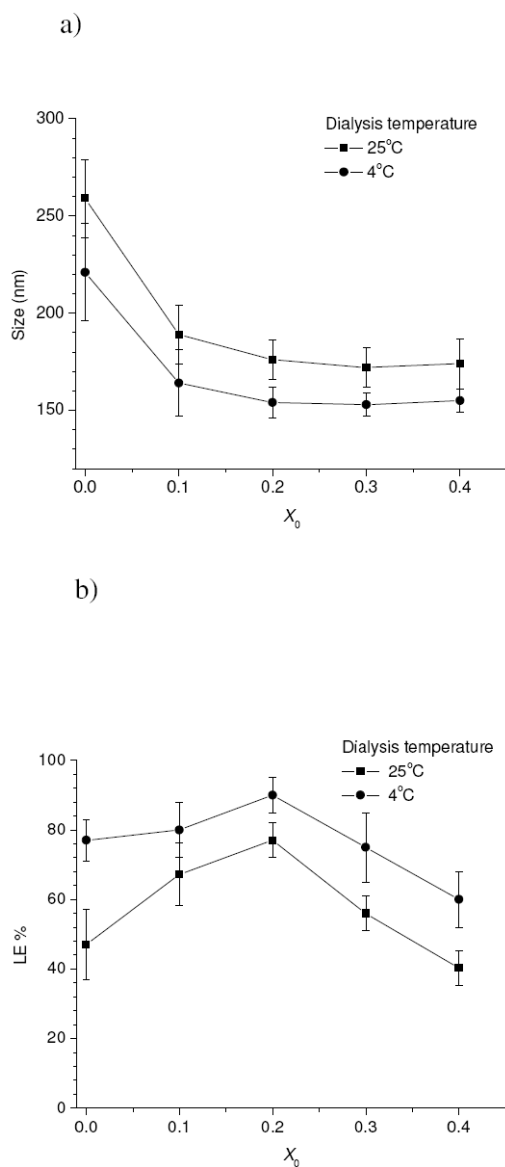 a)
300
250
200
150
Size (nm)
Dialysis temperature
25°C
4°C
0.0 0.1 0.2 0.3 0.4
X₀
b)
100
80
60
40
20
0
LE %
Dialysis temperature
25°C
4°C
0.0 0.1 0.2 0.3 0.4
X₀